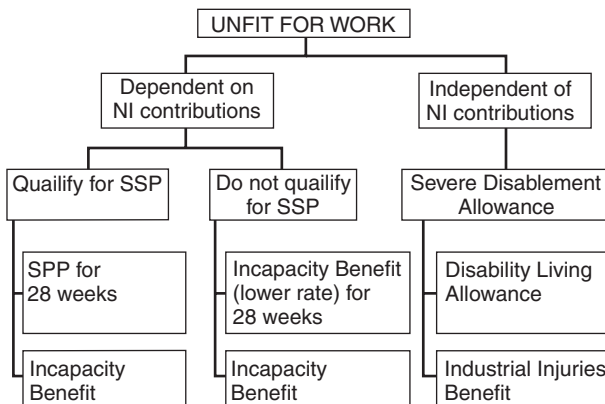 UNFIT FOR WORK
Dependent on
NI contributions
Independent of
NI contributions
Quailify for SSP
Do not quailify
for SSP
Severe Disablement
Allowance
SPP for
28 weeks
Incapacity Benefit
(lower rate) for
28 weeks
Disability Living
Allowance
Incapacity
Benefit
Incapacity
Benefit
Industrial Injuries
Benefit